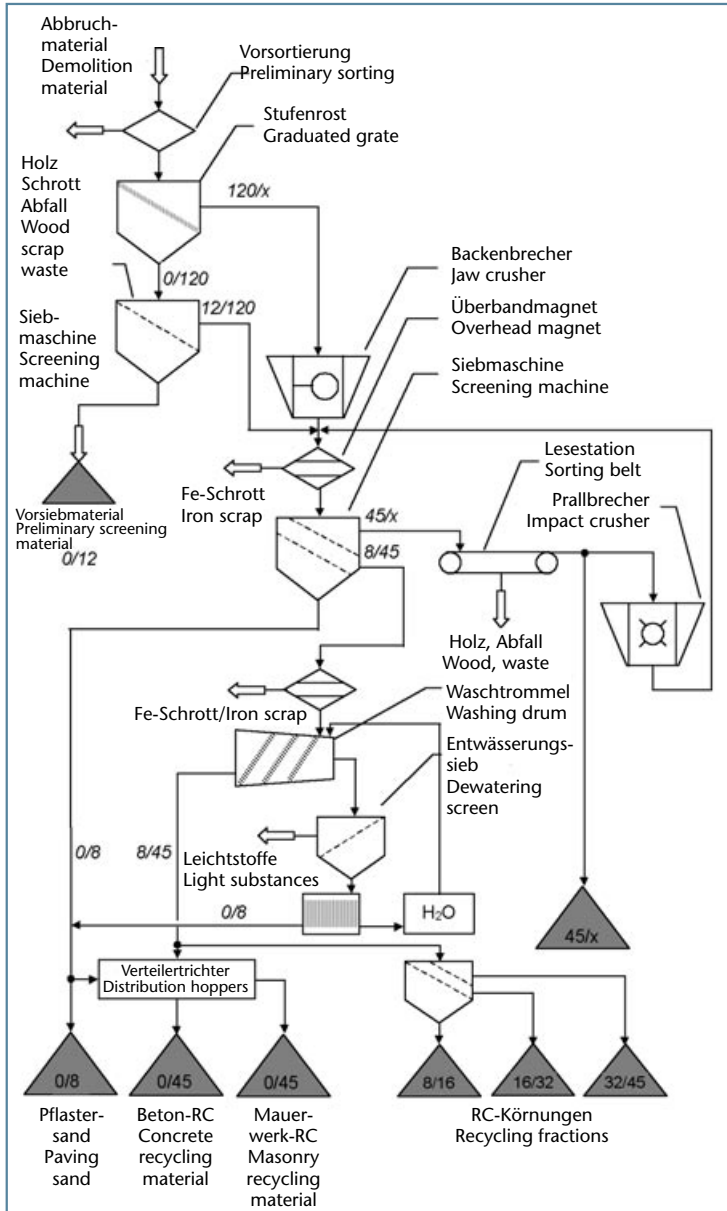 Abbruch-
material
Demolition
material
Vorsortierung
Preliminary sorting
Stufenrost
Graduated grate
Holz
Schrott
Abfall
Wood
scrap
waste
120/x
0/120
12/120
Backenbrecher
Jaw crusher
Überbandmagnet
Overhead magnet
Sieb-
maschine
Screening
machine
Siebmaschine
Screening machine
Lesestation
Sorting belt
Prallbrecher
Impact crusher
Fe-Schrott
Iron scrap
45/x
8/45
Vorsiebmaterial
Preliminary screening
material
0/12
Holz, Abfall
Wood, waste
Fe-Schrott/Iron scrap
Waschtrommel
Washing drum
Entwässerungs-
sieb
Dewatering
screen
0/8
8/45
Leichtstoffe
Light substances
0/8
H₂O
45/x
Verteilertrichter
Distribution hoppers
0/8
0/45
0/45
8/16
16/32
32/45
Pflaster-
sand
Paving
sand
Beton-RC
Concrete
recycling
material
Mauer-
werk-RC
Masonry
recycling
material
RC-Körnungen
Recycling fractions